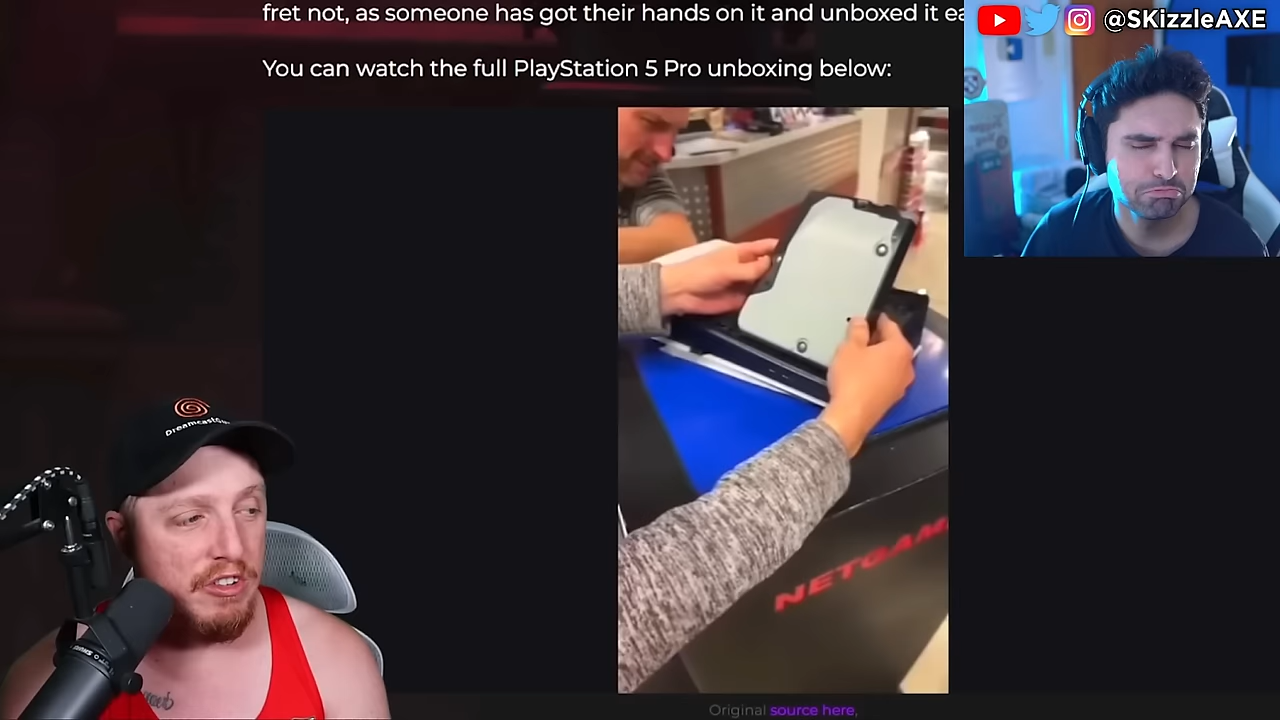 fret not, as someone has got their hands on it and unboxed it ea
@SKizzleAXE
You can watch the full PlayStation 5 Pro unboxing below:
Dreamcast
NETGAM
Original source here,